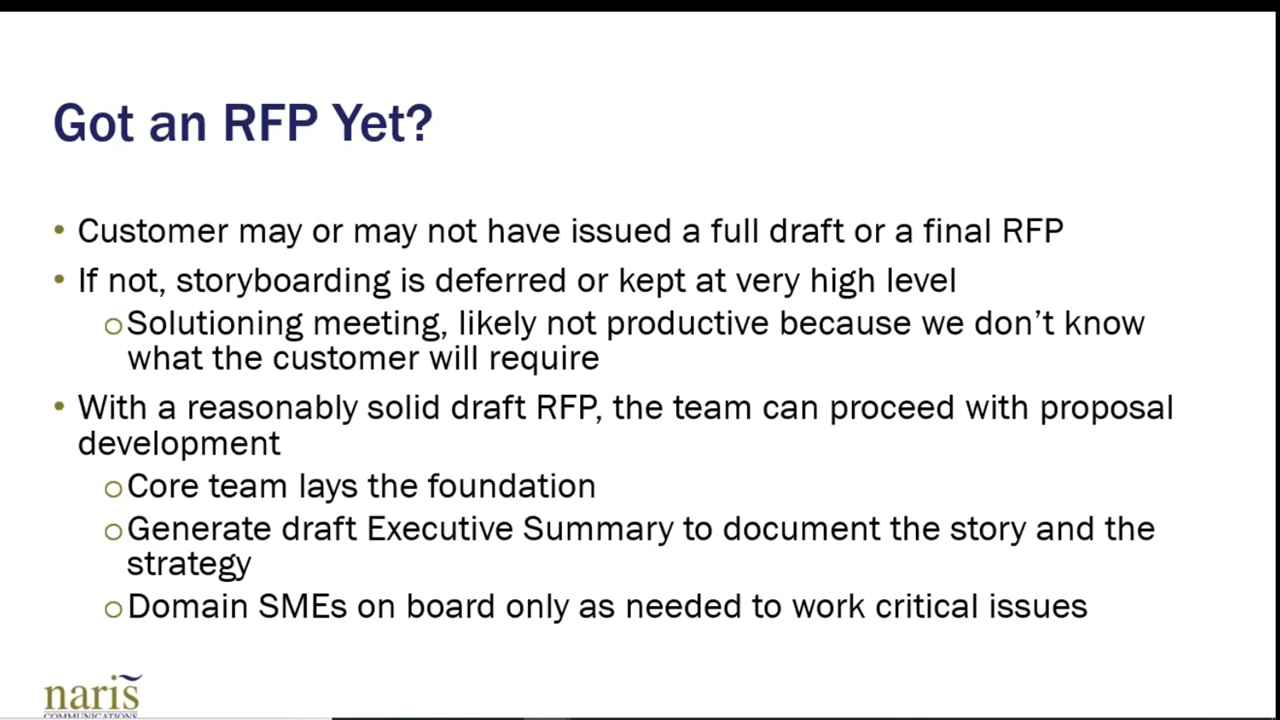 Got an RFP Yet?
• Customer may or may not have issued a full draft or a final RFP
• If not, storyboarding is deferred or kept at very high level
o Solutioning meeting, likely not productive because we don’t know
what the customer will require
• With a reasonably solid draft RFP, the team can proceed with proposal
development
o Core team lays the foundation
o Generate draft Executive Summary to document the story and the
strategy
o Domain SMEs on board only as needed to work critical issues
naris
COMMUNICATIONS